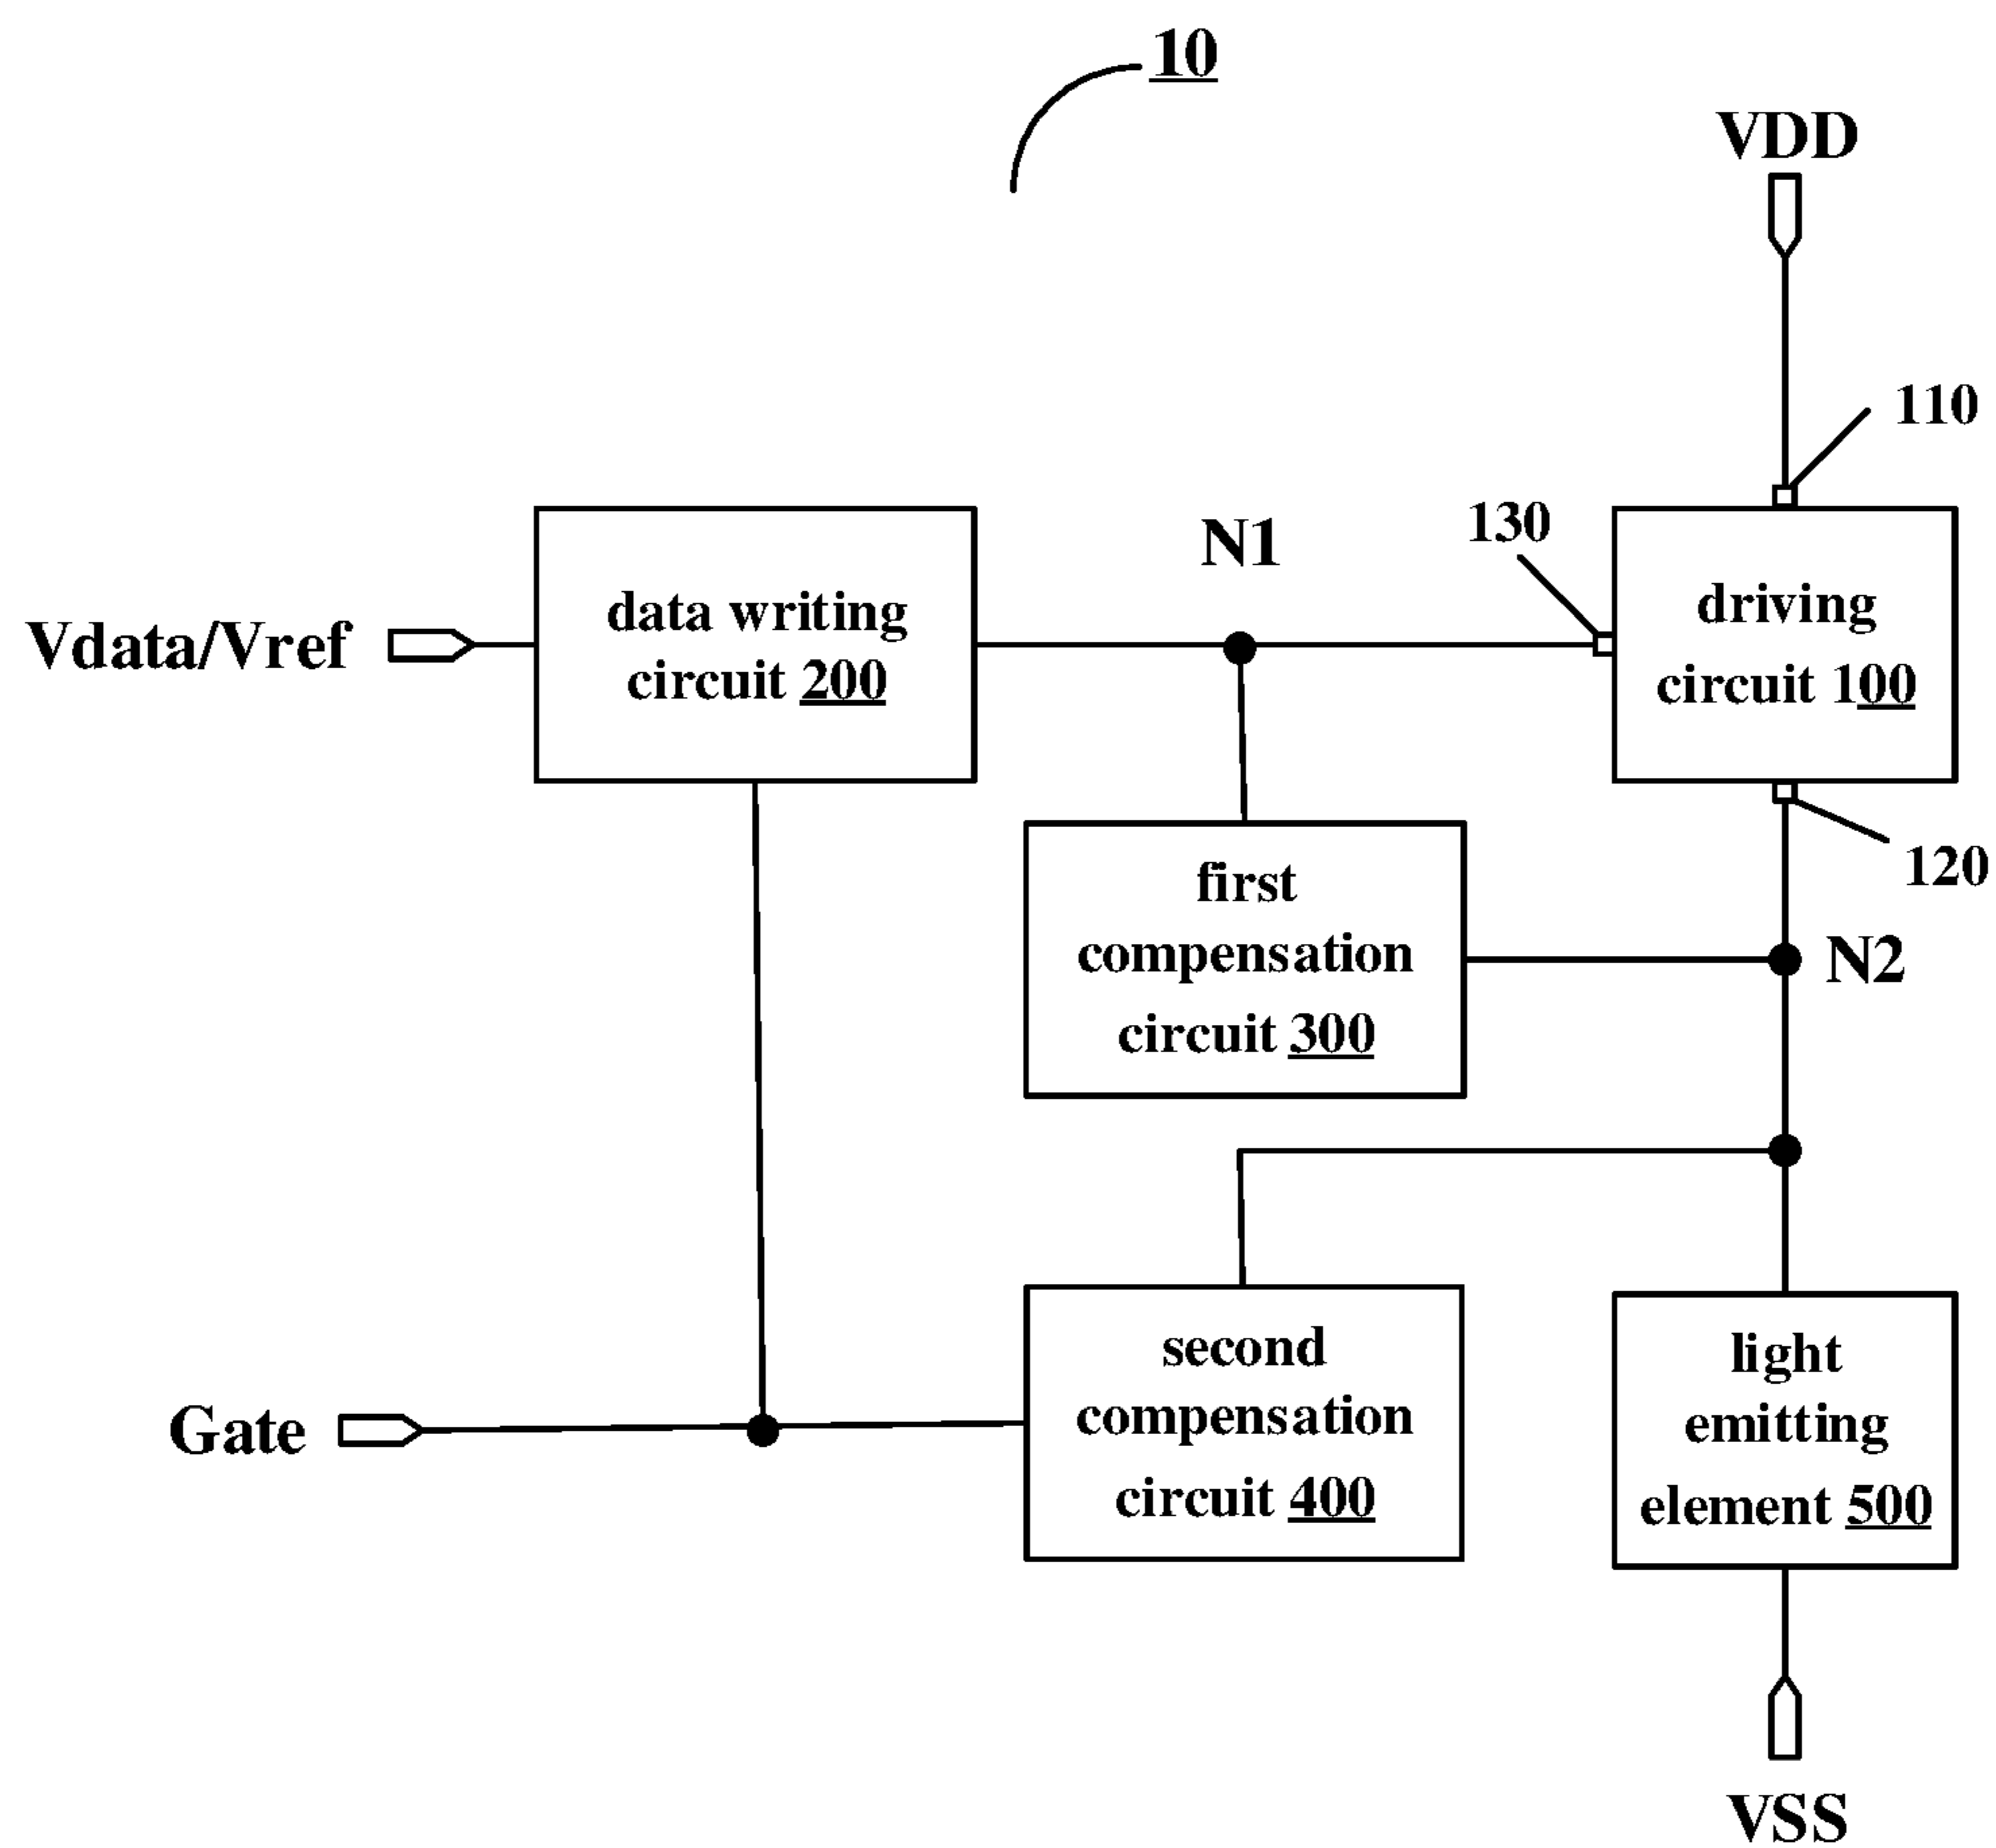 10
VDD
110
130
N1
data writing
circuit 200
driving
circuit 100
Vdata/Vref
120
first
compensation
circuit 300
N2
second
compensation
circuit 400
light
emitting
element 500
Gate
VSS